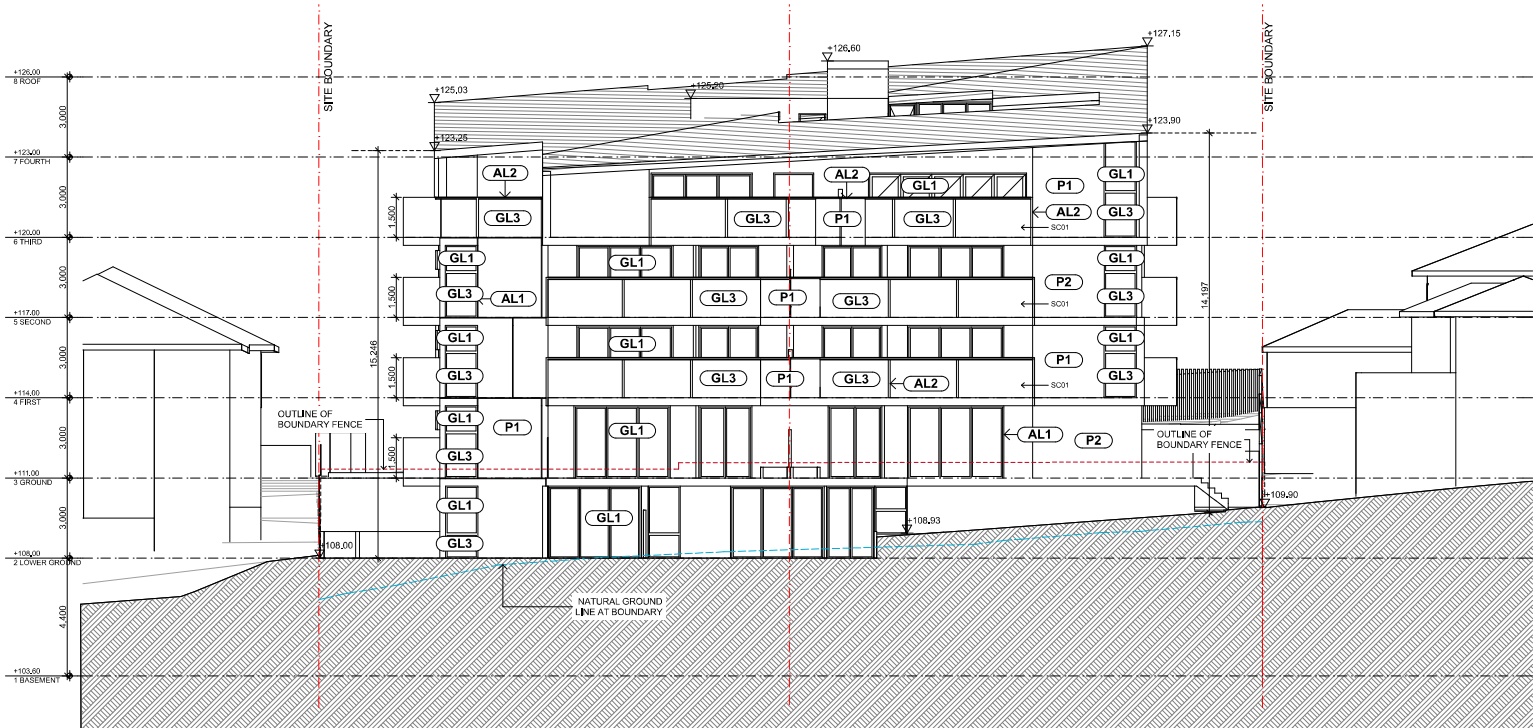 +127.15
+126.60
SITE BOUNDARY
SITE BOUNDARY
+126.00
8 ROOF
+125.20
+125.03
3.000
+123.90
+123.25
+123.00
7 FOURTH
AL2
AL2
GL1
P1
GL1
3.000
1.500
GL3
GL3
P1
GL3
AL2
GL3
SC01
+120.00
6 THIRD
GL1
GL1
GL1
P2
3.000
1.500
GL3
AL1
GL3
P1
GL3
GL3
SC01
14.197
+117.00
5 SECOND
GL1
GL1
GL1
15.246
P1
3.000
1.500
GL3
GL3
P1
GL3
AL2
GL3
SC01
+114.00
4 FIRST
OUTLINE OF
BOUNDARY FENCE
GL1
P1
GL1
AL1
P2
OUTLINE OF
BOUNDARY FENCE
3.000
1.500
GL3
+111.00
3 GROUND
+109.90
GL1
GL1
3.000
+108.93
GL3
+108.00
+108.00
2 LOWER GROUND
NATURAL GROUND
LINE AT BOUNDARY
4.400
+103.60
1 BASEMENT